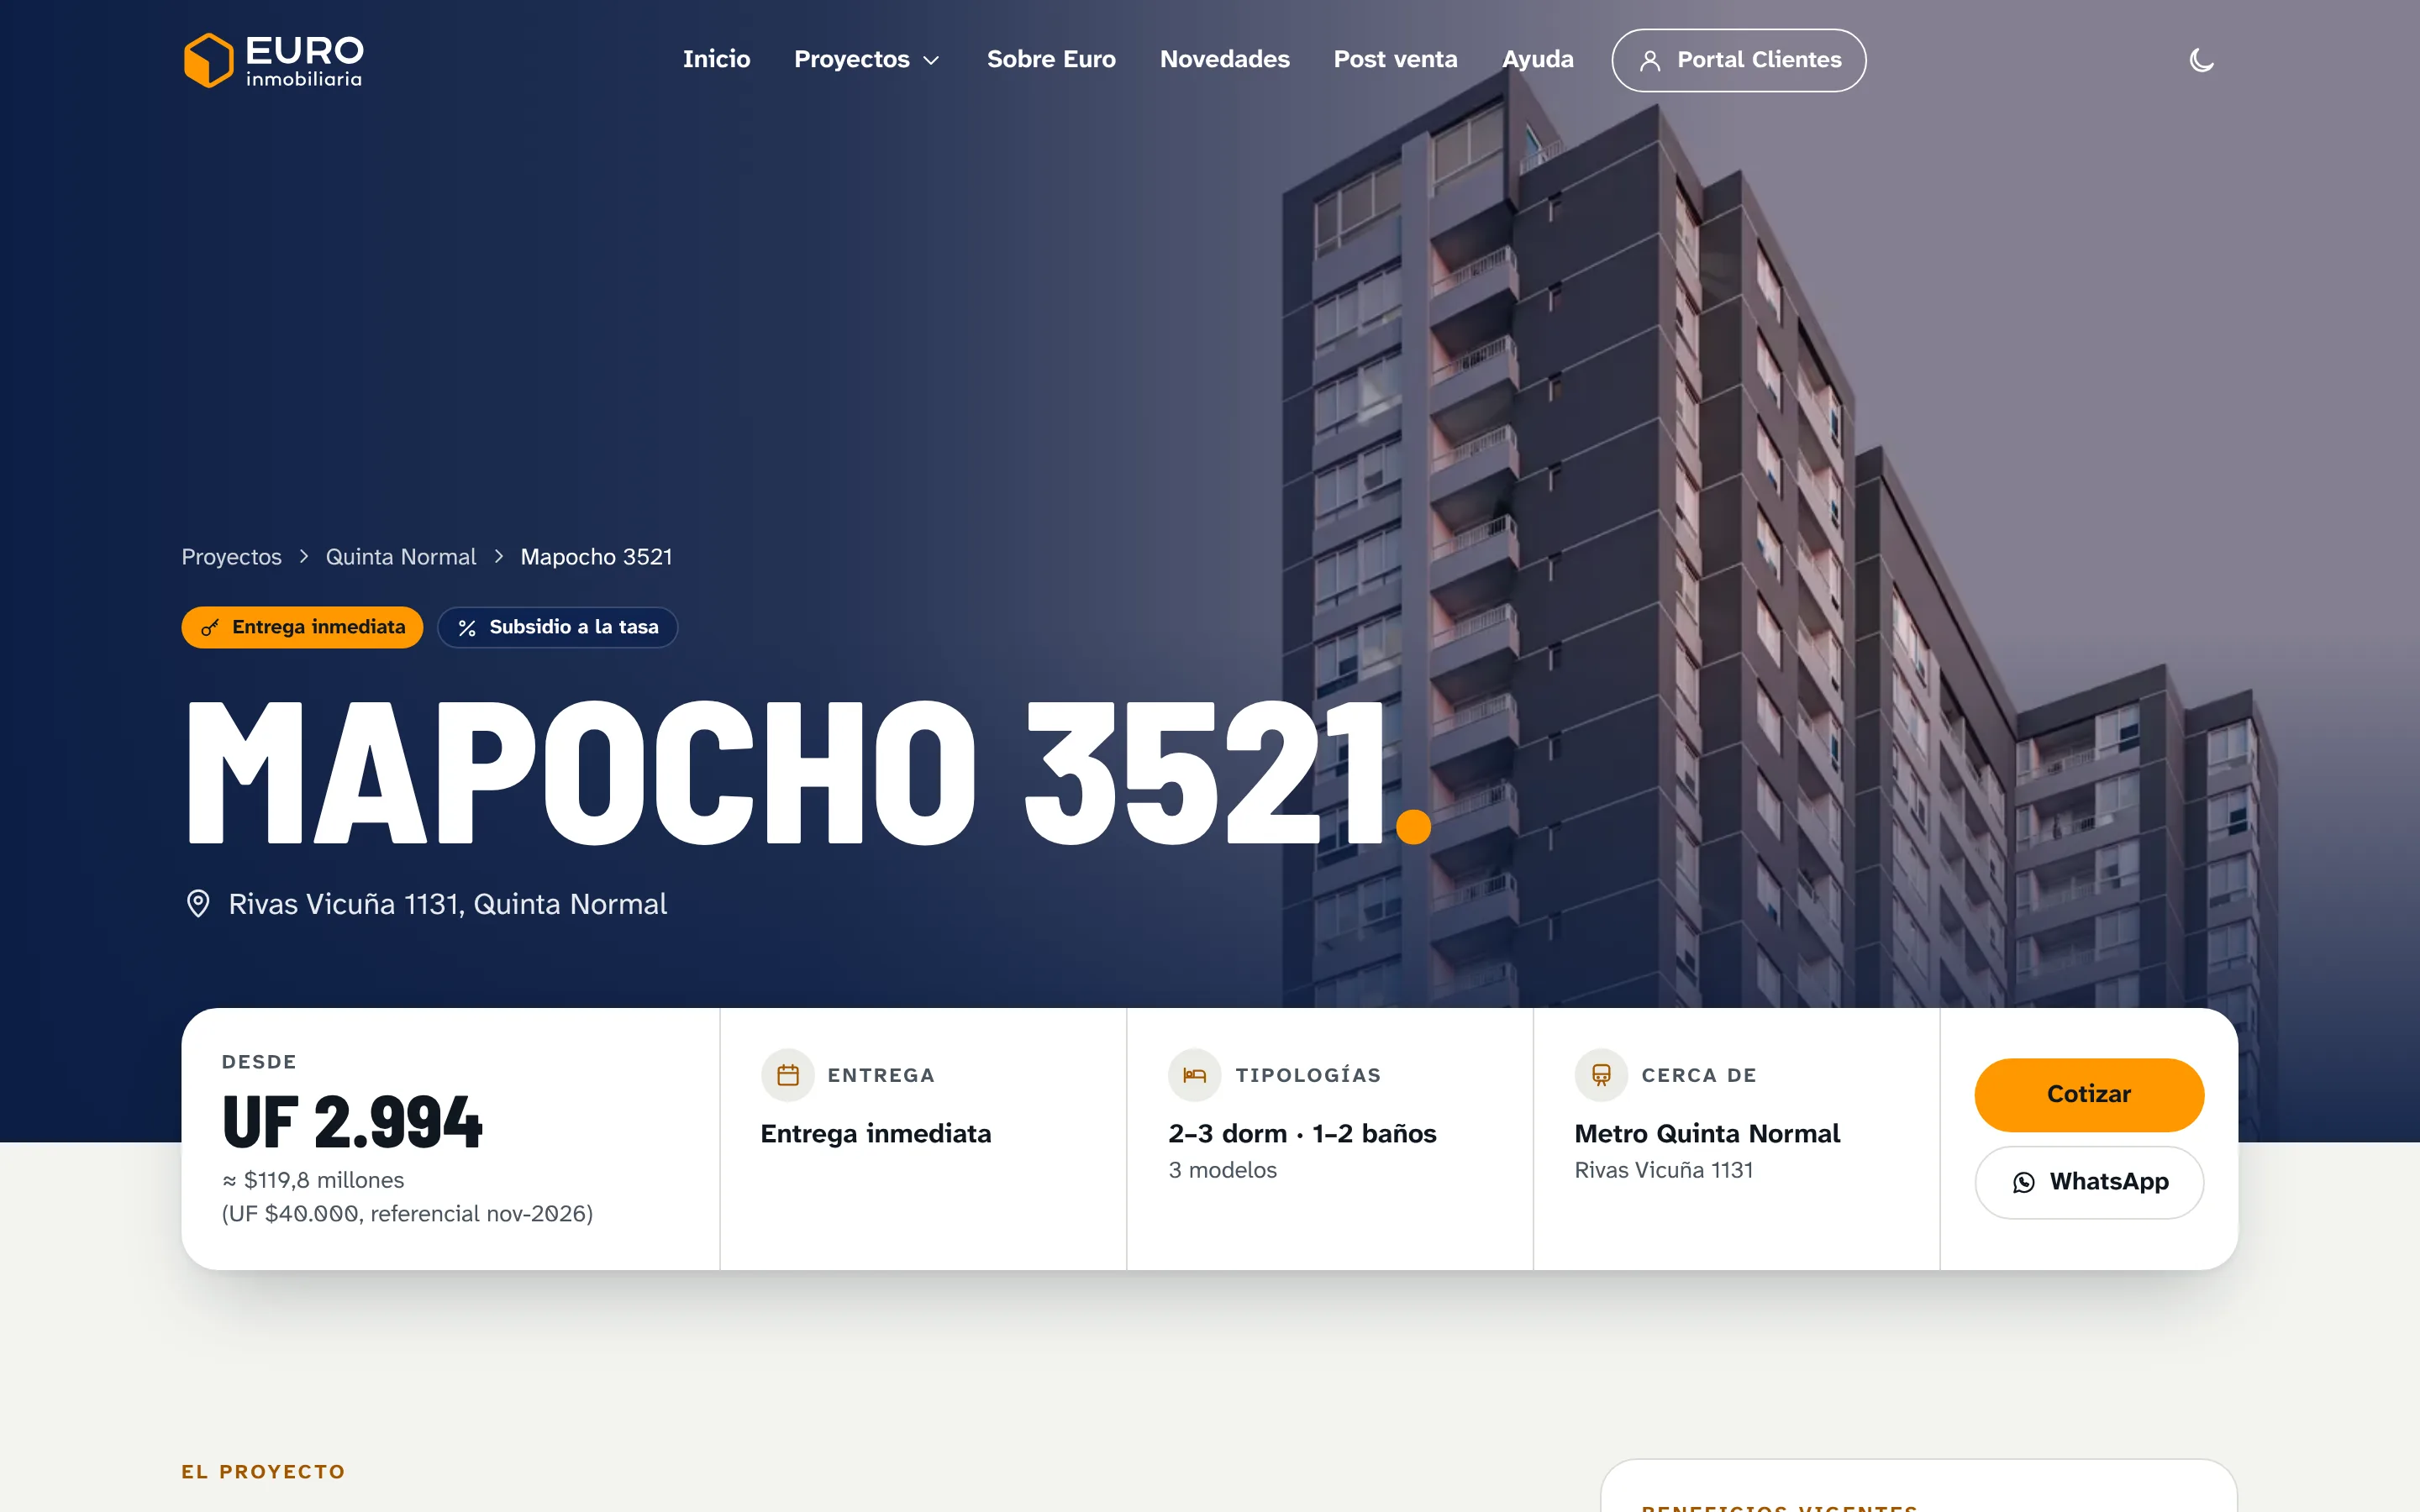 EURO
inmobiliaria
Inicio
Proyectos
Sobre Euro
Novedades
Post venta
Ayuda
Portal Clientes
Proyectos > Quinta Normal > Mapocho 3521
Entrega inmediata
Subsidio a la tasa
MAPOCHO 3521.
Rivas Vicuña 1131, Quinta Normal
DESDE
UF 2.994
≈ $119,8 millones
(UF $40.000, referencial nov-2026)
ENTREGA
Entrega inmediata
TIPOLOGÍAS
2–3 dorm · 1–2 baños
3 modelos
CERCA DE
Metro Quinta Normal
Rivas Vicuña 1131
Cotizar
WhatsApp
EL PROYECTO
BENEFICIOS VIGENTES